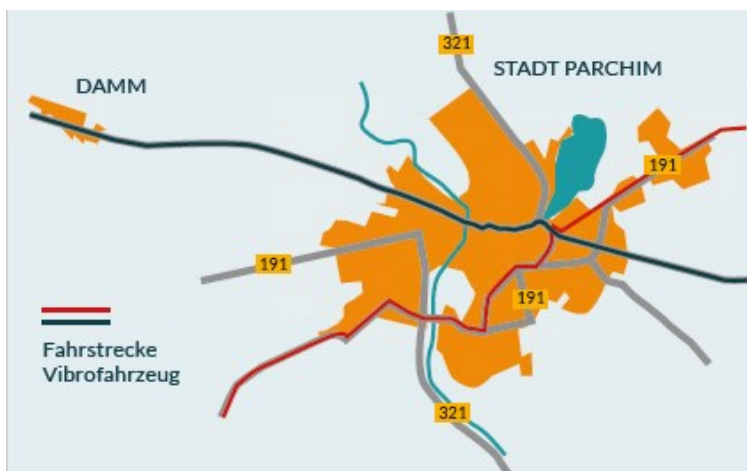 321
STADT PARCHIM
DAMM
191
191
191
Fahrstrecke
Vibrofahrzeug
321